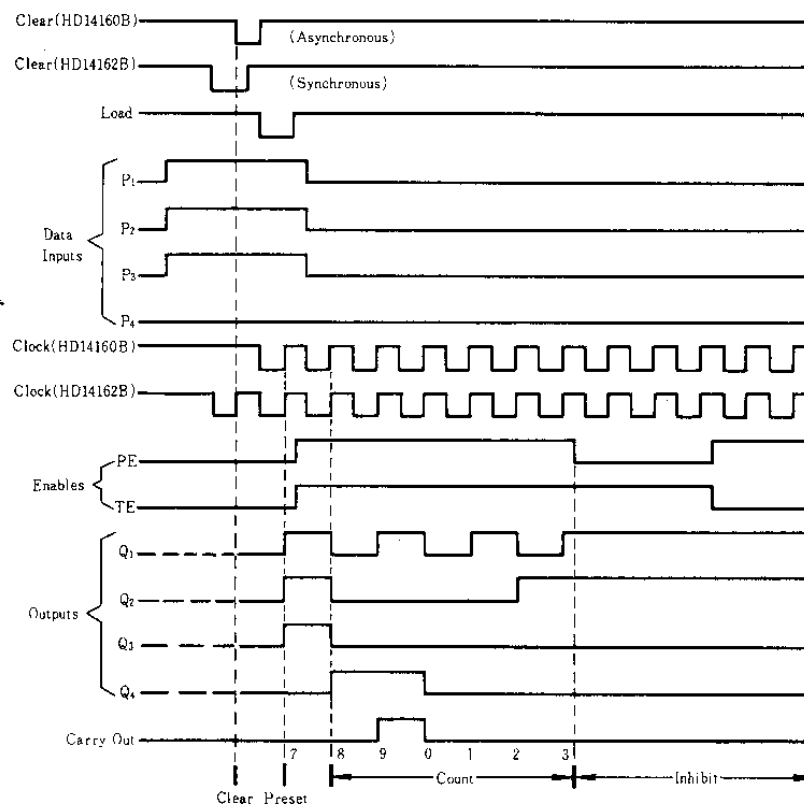 Clear(HD14160B)
(Asynchronous)
Clear(HD14162B)
(Synchronous)
Load
P1
P2
Data
Inputs
P3
P4
Clock(HD14160B)
Clock(HD14162B)
PE
Enables
TE
Q1
Q2
Outputs
Q3
Q4
Carry Out
7 8 9 0 1 2 3
Count
Inhibit
Clear Preset